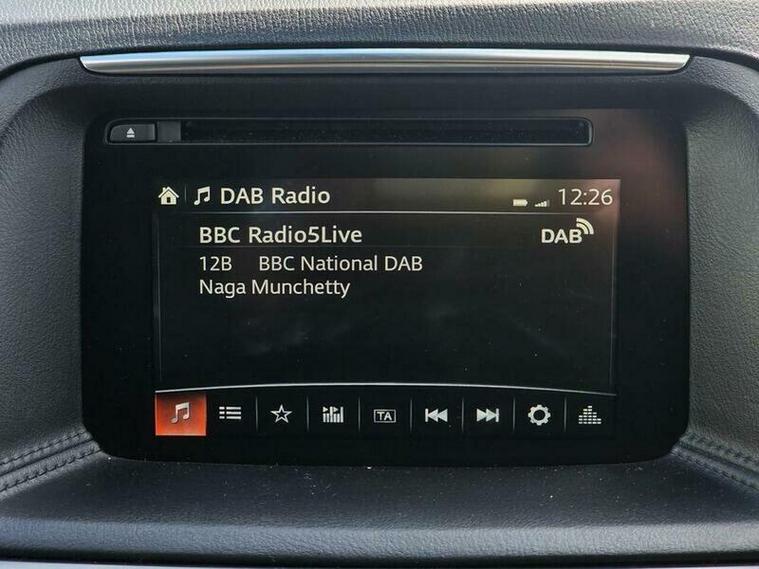 DAB Radio 12:26
BBC Radio5Live DAB
12B BBC National DAB
Naga Munchetty
TA